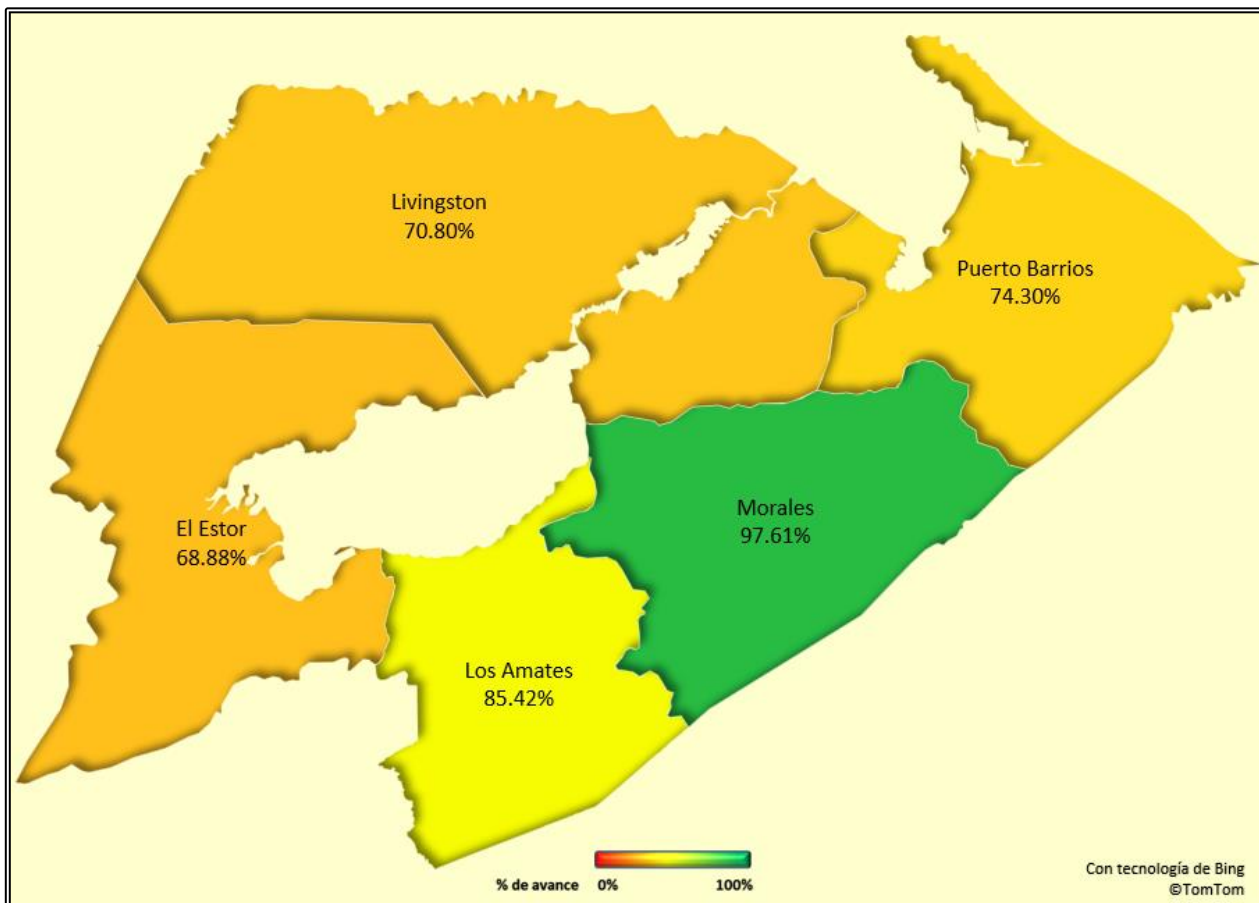 Livingston
70.80%
Puerto Barrios
74.30%
El Estor
68.88%
Morales
97.61%
Los Amates
85.42%
% de avance 0% 100%
Con tecnología de Bing
©TomTom